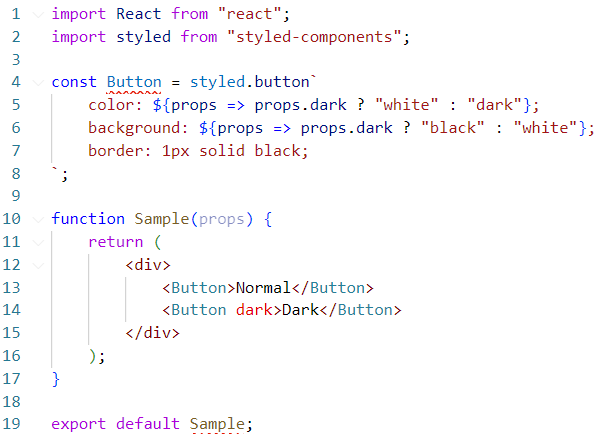 1 import React from "react";
2 import styled from "styled-components";
3
4 const Button = styled.button`
5     color: ${props => props.dark ? "white" : "dark"};
6     background: ${props => props.dark ? "black" : "white"};
7     border: 1px solid black;
8 `;
9
10 function Sample(props) {
11     return (
12         <div>
13             <Button>Normal</Button>
14             <Button dark>Dark</Button>
15         </div>
16     );
17 }
18
19 export default Sample;